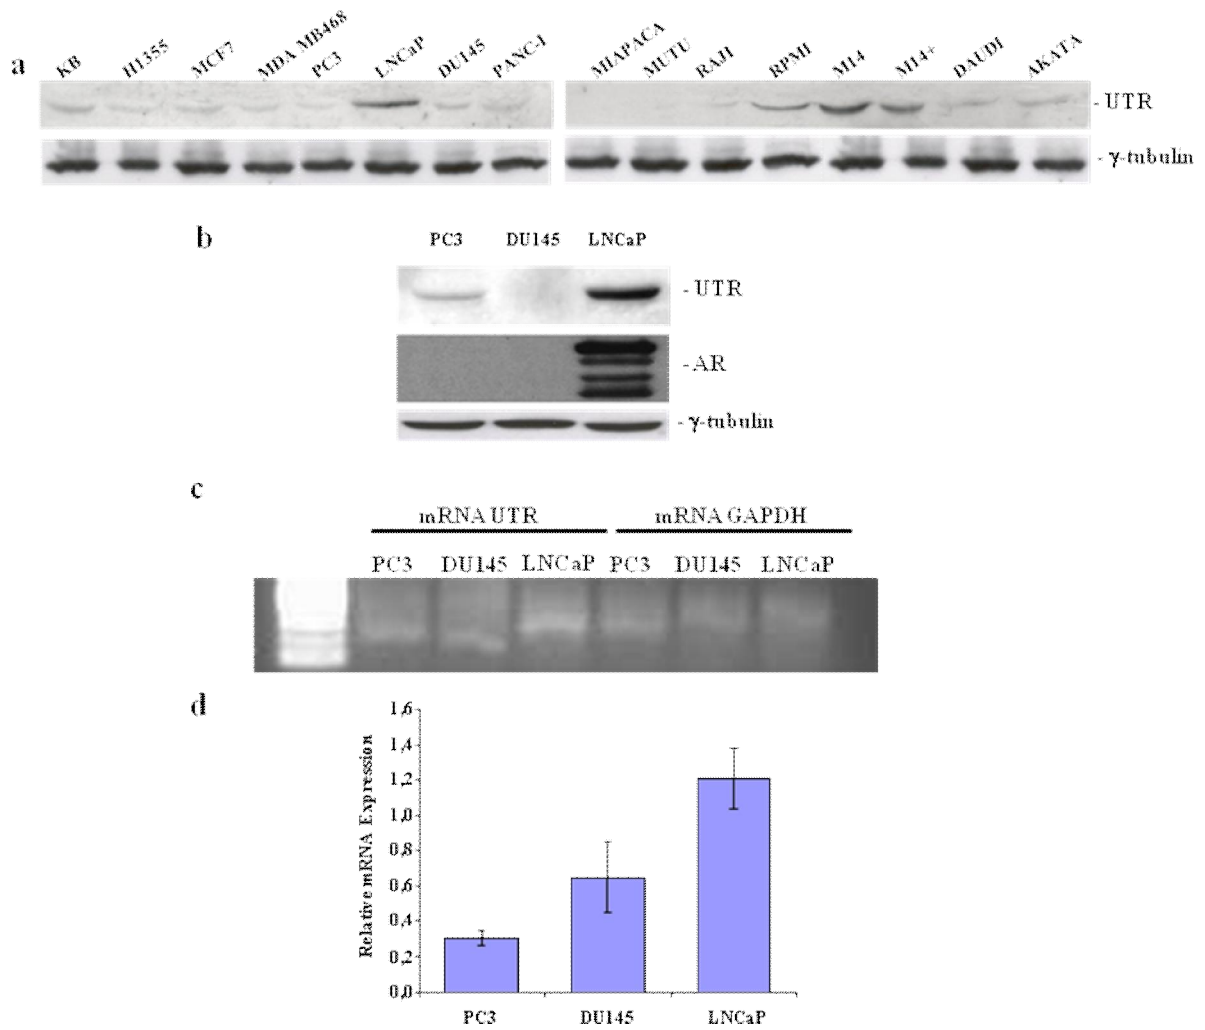 a
KB H1355 MCF7 MDA MB468 PC3 LNCaP DU145 PANC-1 MIAPACA MUTU RAJI RPMI M14 M14+ DAUDI AKATA
- UTR
- γ-tubulin
b
PC3 DU145 LNCaP
- UTR
- AR
- γ-tubulin
c
mRNA UTR mRNA GAPDH
PC3 DU145 LNCaP PC3 DU145 LNCaP
d
Relative mRNA Expression
1,6
1,4
1,2
1,0
0,8
0,6
0,4
0,2
0,0
PC3 DU145 LNCaP